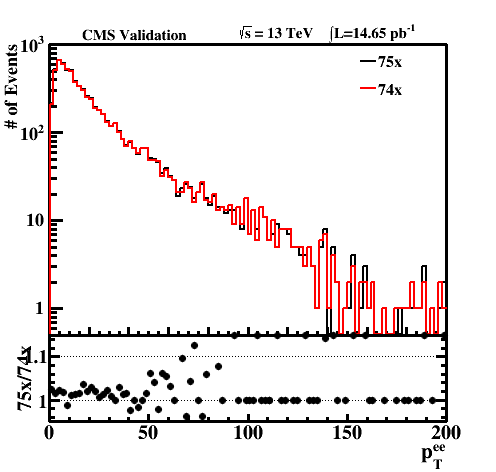 CMS Validation
√s = 13 TeV ∫L=14.65 pb⁻¹
# of Events
10³
75x
74x
10²
10
1
75x/74x
1.1
1
0 50 100 150 200
p_T^ee